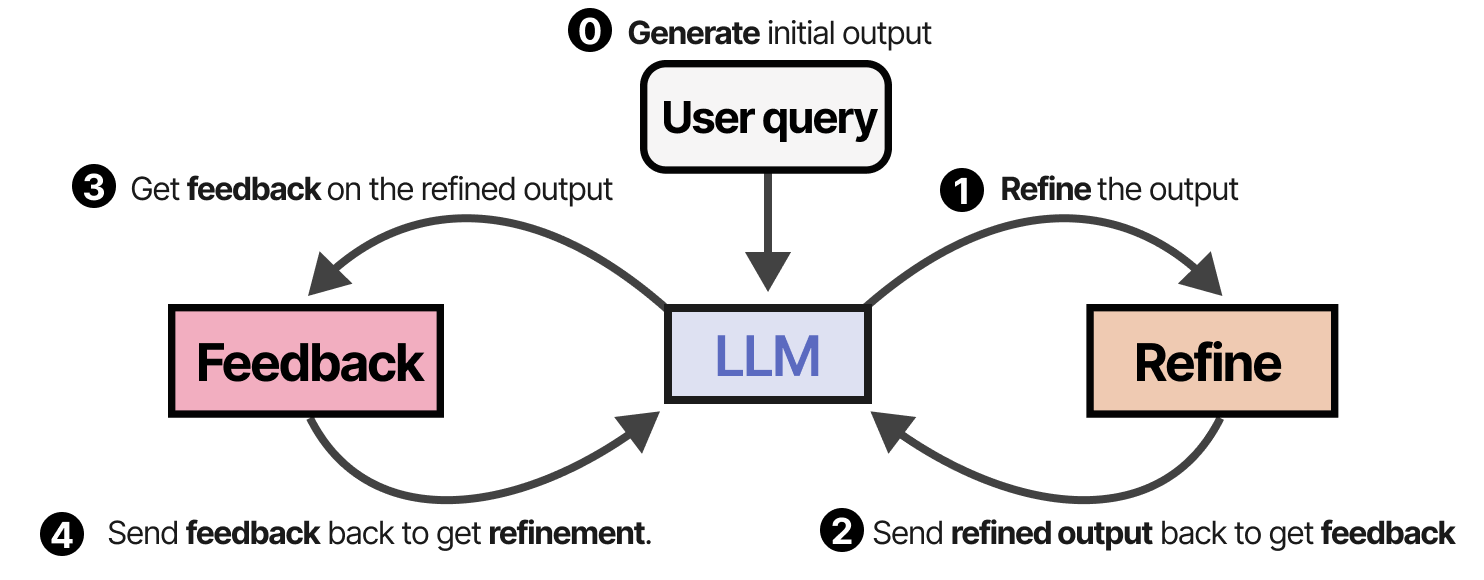 0 Generate initial output
User query
3 Get feedback on the refined output
1 Refine the output
Feedback
LLM
Refine
4 Send feedback back to get refinement.
2 Send refined output back to get feedback